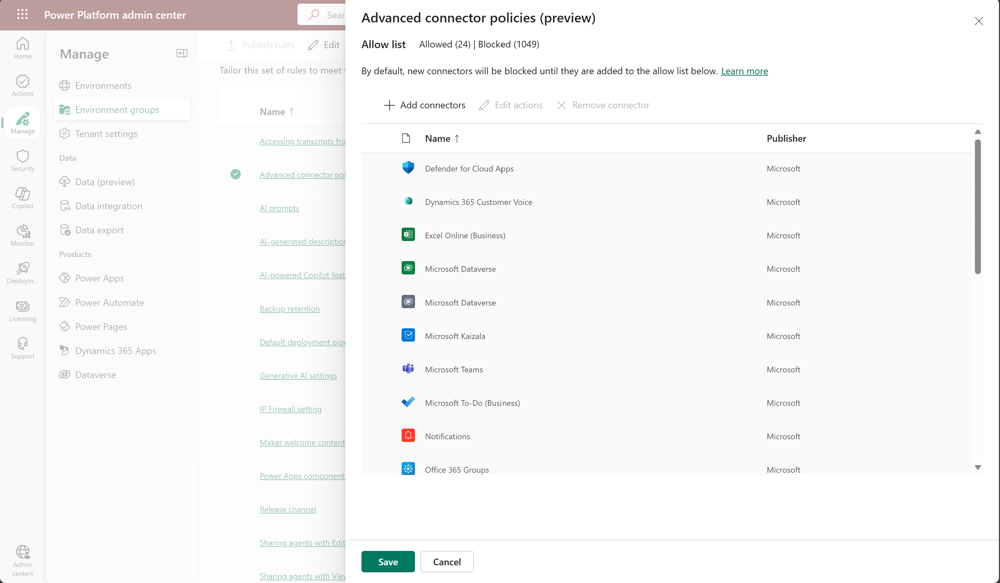 Power Platform admin center
Sear
Home
Actions
Manage
Security
Copilot
Monitor
Deploym...
Licensing
Support
Admin
centers
Manage
Environments
Environment groups
Tenant settings
Data
Data (preview)
Data integration
Data export
Products
Power Apps
Power Automate
Power Pages
Dynamics 365 Apps
Dataverse
Publish rules
Edit
Tailor this set of rules to meet t
Name ↑
Accessing transcripts fro
Advanced connector pol
AI prompts
AI-generated description
AI-powered Copilot feat
Backup retention
Default deployment pipe
Generative AI settings
IP Firewall setting
Maker welcome content
Power Apps component
Release channel
Sharing agents with Edit
Sharing agents with View
Advanced connector policies (preview)
Allow list Allowed (24) | Blocked (1049)
By default, new connectors will be blocked until they are added to the allow list below. Learn more
Add connectors Edit actions Remove connector
Name ↑ Publisher
Defender for Cloud Apps Microsoft
Dynamics 365 Customer Voice Microsoft
Excel Online (Business) Microsoft
Microsoft Dataverse Microsoft
Microsoft Dataverse Microsoft
Microsoft Kaizala Microsoft
Microsoft Teams Microsoft
Microsoft To-Do (Business) Microsoft
Notifications Microsoft
Office 365 Groups Microsoft
Save Cancel